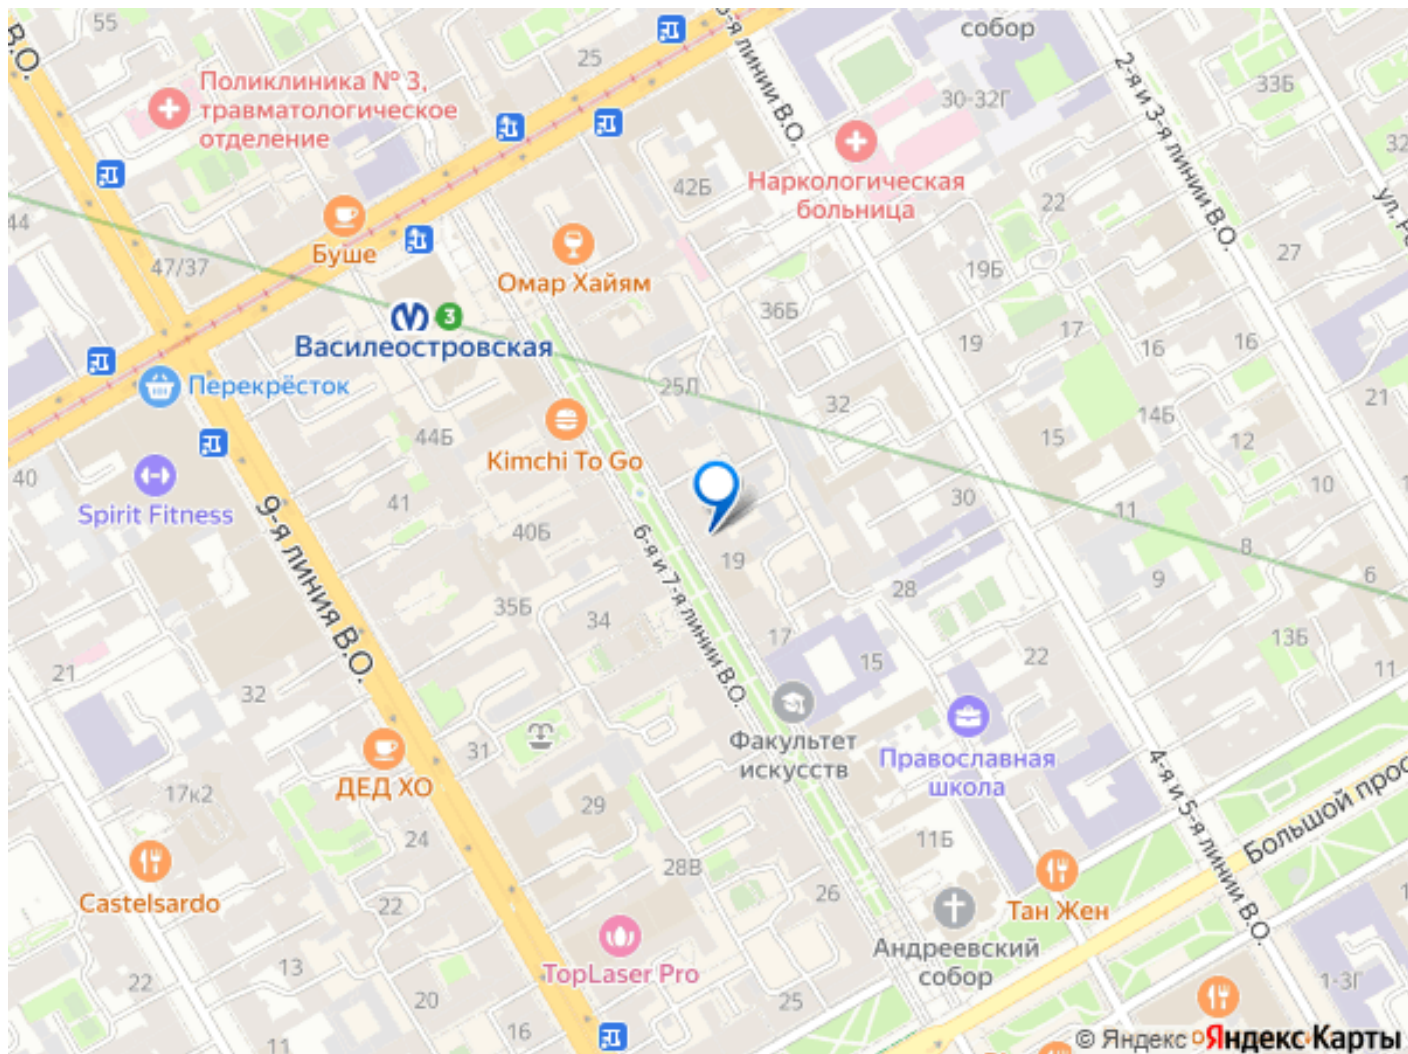 55
В.О.
25
собор
Поликлиника № 3,
травматологическое
отделение
я линии В.О.
2-я и 3-я линии В.О.
33Б
30-32Г
32
Наркологическая
больница
42Б
22
44
47/37
Буше
Омар Хайям
27
19Б
ул.
36Б
3
Василеостровская
19
17
16
16
Перекрёсток
25Л
32
21
14Б
Kimchi To Go
44Б
15
12
40
Spirit Fitness
41
30
10
11
9-я линия В.О.
40Б
6-я и 7-я линии В.О.
19
8
9
6
28
35Б
34
17
13Б
15
22
11
21
32
Факультет
искусств
Православная
школа
31
ДЕД ХО
4-я и 5-я линии В.О.
Большой прос
17к2
29
24
11Б
28В
26
Castelsardo
22
Тан Жен
Андреевский
собор
TopLaser Pro
13
22
20
25
1-3Г
16
11
© Яндекс
Яндекс Карты